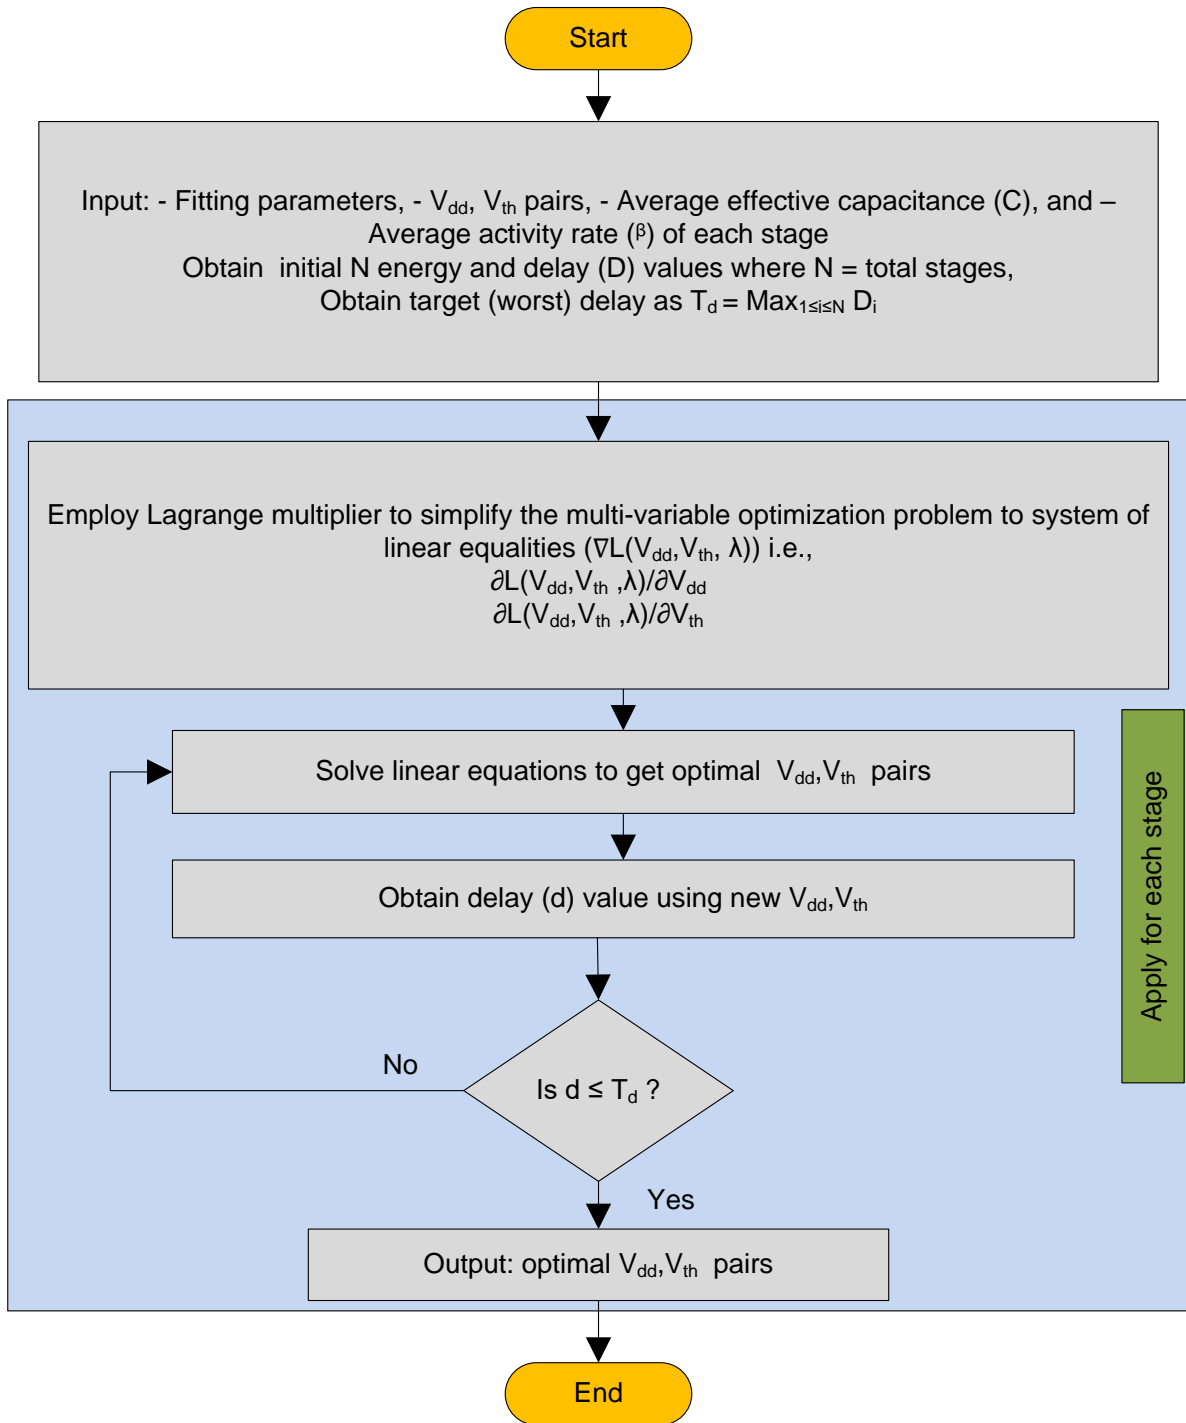 Start
Input: - Fitting parameters, - Vdd, Vth pairs, - Average effective capacitance (C), and –
Average activity rate (β) of each stage
Obtain initial N energy and delay (D) values where N = total stages,
Obtain target (worst) delay as Td = Max1≤i≤N Di
Employ Lagrange multiplier to simplify the multi-variable optimization problem to system of
linear equalities (∇L(Vdd,Vth, λ)) i.e.,
∂L(Vdd,Vth ,λ)/∂Vdd
∂L(Vdd,Vth ,λ)/∂Vth
Solve linear equations to get optimal Vdd,Vth pairs
Obtain delay (d) value using new Vdd,Vth
Apply for each stage
Is d ≤ Td ?
No
Yes
Output: optimal Vdd,Vth pairs
End